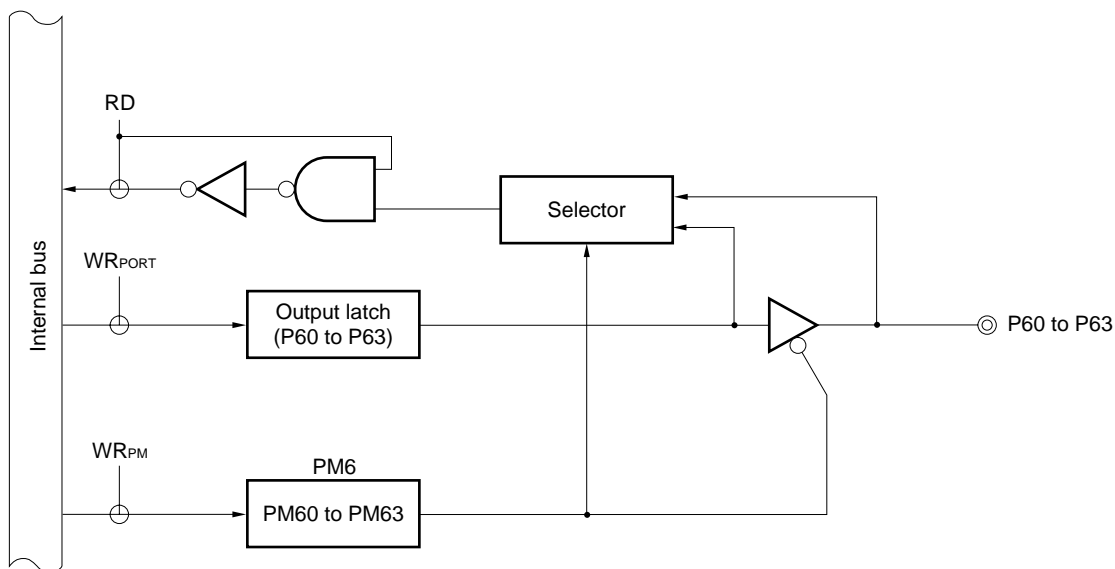 RD
Selector
Internal bus
WRPORT
Output latch
(P60 to P63)
P60 to P63
WRPM
PM6
PM60 to PM63